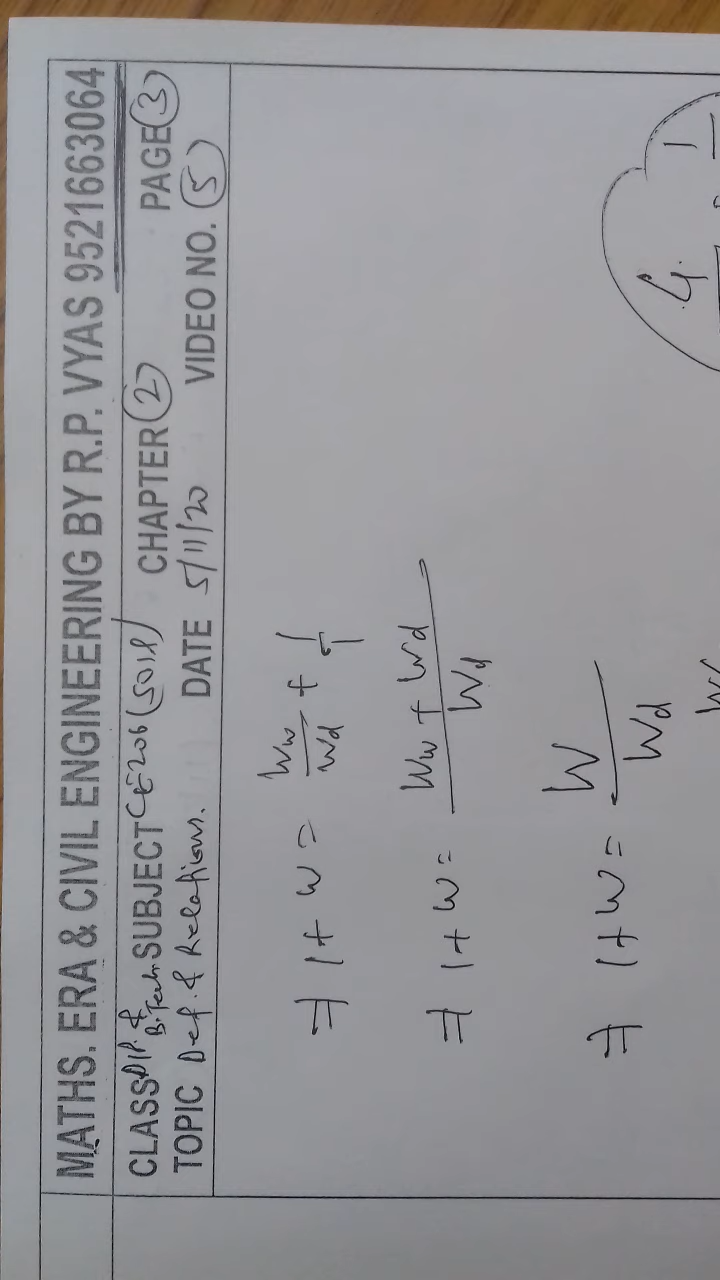 MATHS. ERA & CIVIL ENGINEERING BY R.P. VYAS 9521663064
CLASS DIP. & B.Tech SUBJECT CE206 (SOIL) CHAPTER 2 PAGE 3
TOPIC Def. & Relations. DATE 5/11/20 VIDEO NO. 5
⇒ 1 + w = Ww/Wd + 1/1
⇒ 1 + w = Ww + Wd/Wd =
⇒ 1 + w = W/Wd
G.